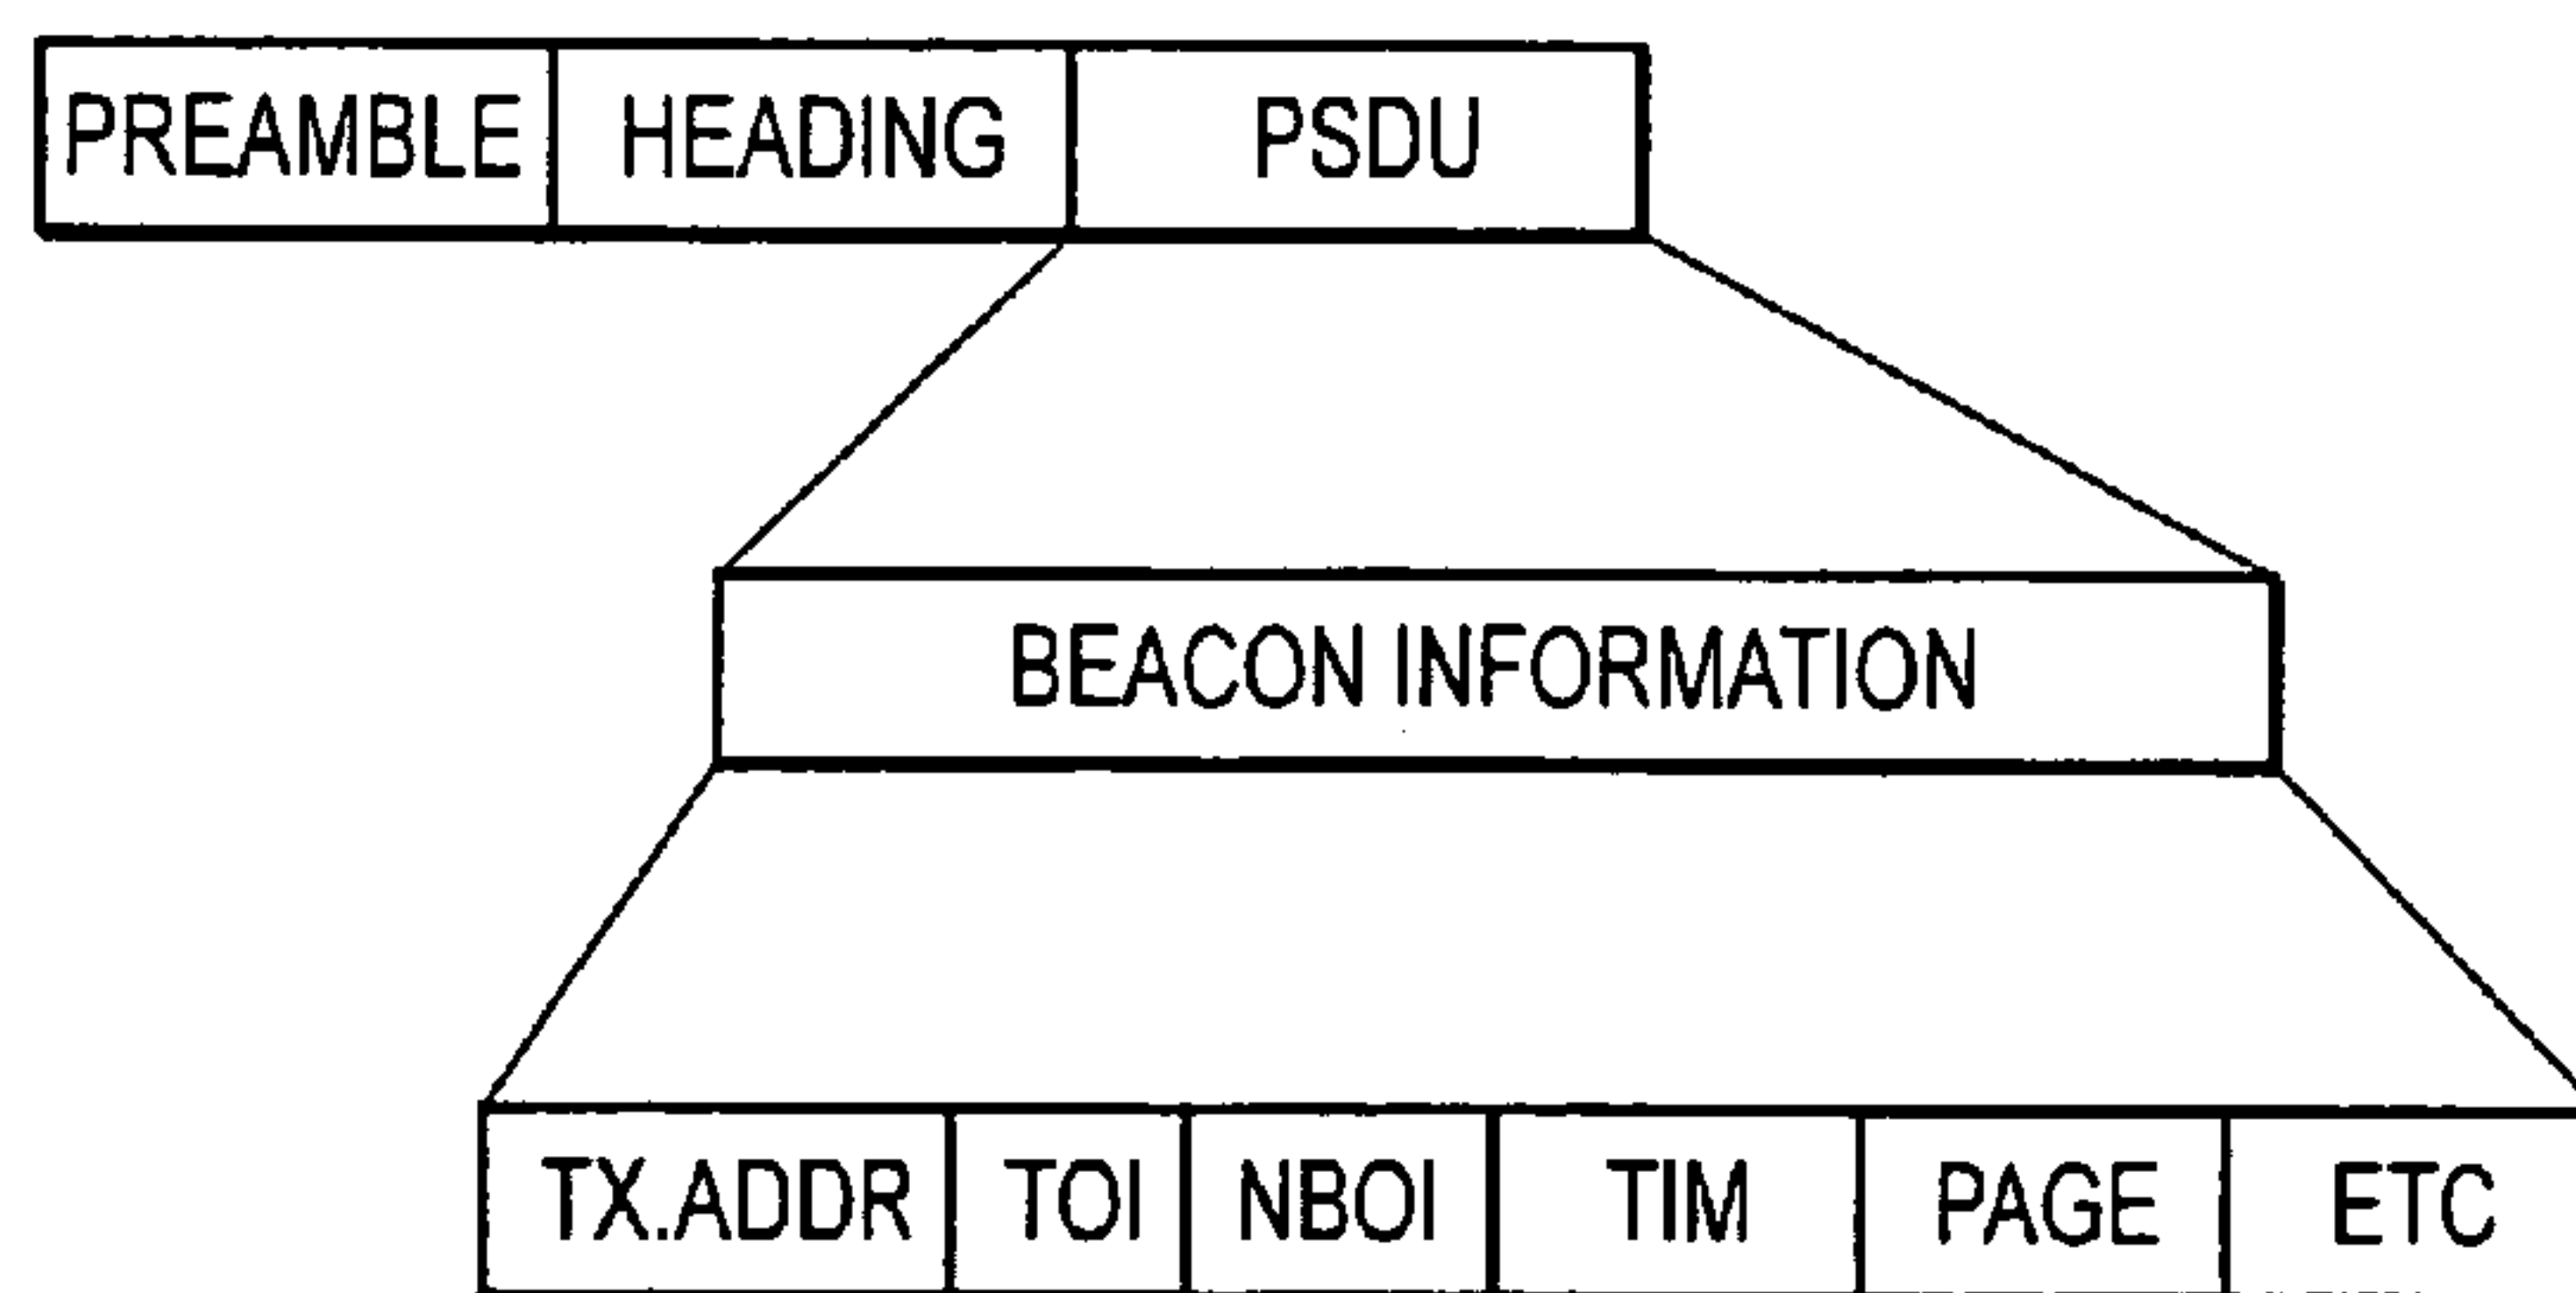 PREAMBLE HEADING PSDU
BEACON INFORMATION
TX.ADDR TOI NBOI TIM PAGE ETC